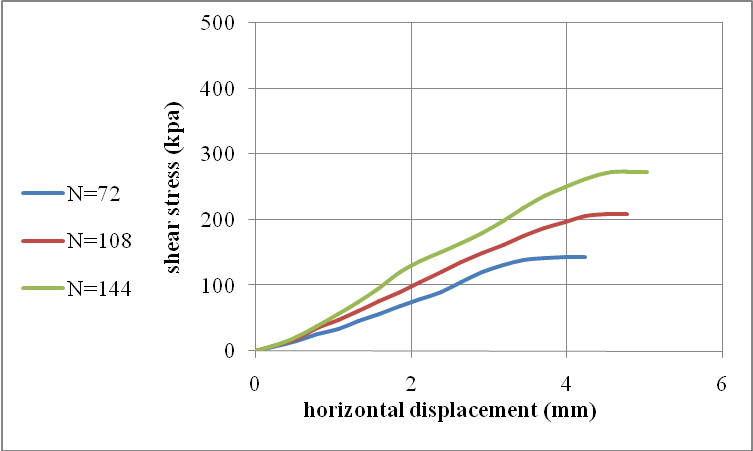 500
400
300
200
100
0
shear stress (kpa)
N=72
N=108
N=144
0 2 4 6
horizontal displacement (mm)